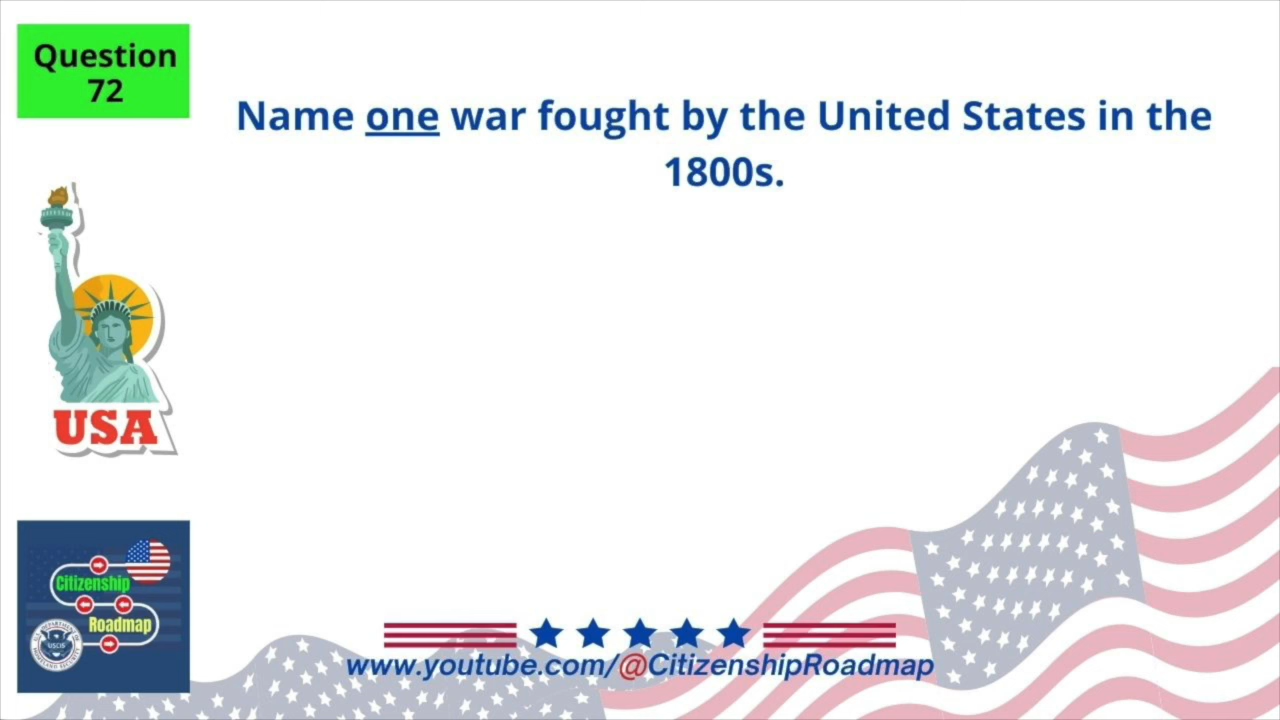 Question
72
Name one war fought by the United States in the
1800s.
USA
Citizenship
Roadmap
USCIS
www.youtube.com/@CitizenshipRoadmap